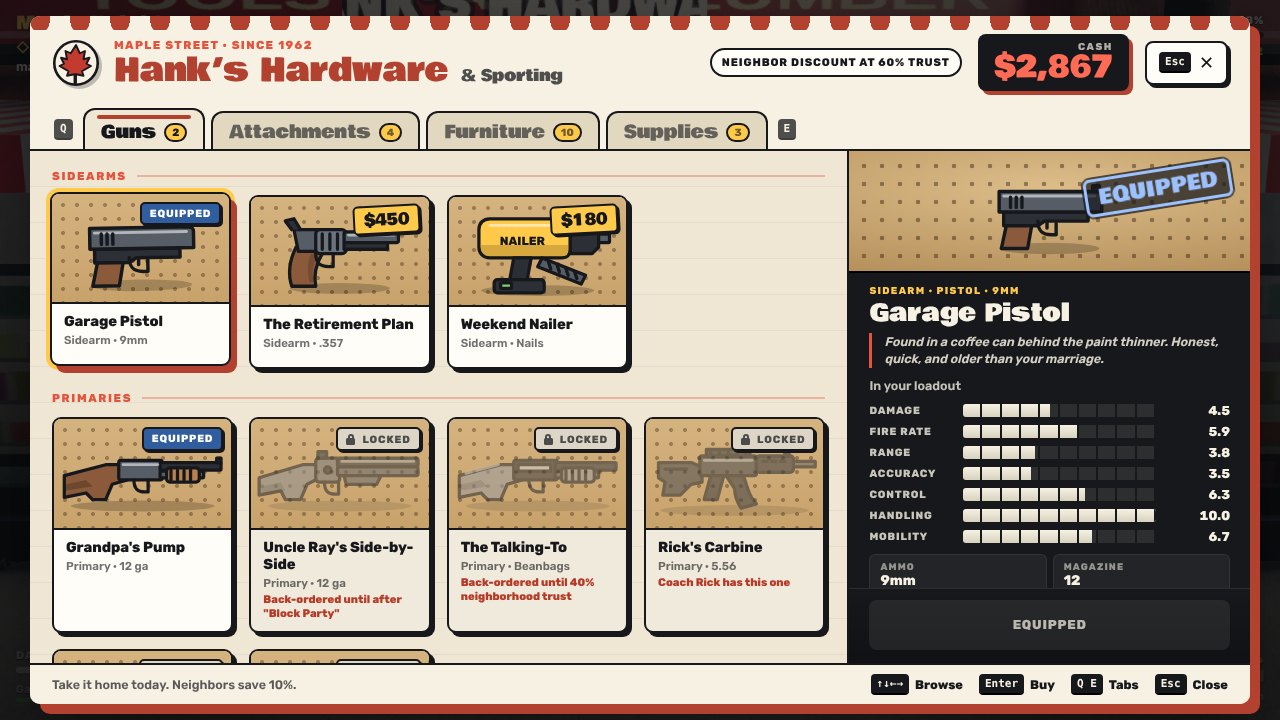 MAPLE STREET · SINCE 1962
Hank's Hardware & Sporting
NEIGHBOR DISCOUNT AT 60% TRUST
CASH
$2,867
Esc ×
Q
Guns 2
Attachments 4
Furniture 10
Supplies 3
E
SIDEARMS
EQUIPPED
Garage Pistol
Sidearm · 9mm
$450
The Retirement Plan
Sidearm · .357
$180
NAILER
Weekend Nailer
Sidearm · Nails
PRIMARIES
EQUIPPED
Grandpa's Pump
Primary · 12 ga
LOCKED
Uncle Ray's Side-by-
Side
Primary · 12 ga
Back-ordered until after
"Block Party"
LOCKED
The Talking-To
Primary · Beanbags
Back-ordered until 40%
neighborhood trust
LOCKED
Rick's Carbine
Primary · 5.56
Coach Rick has this one
EQUIPPED
SIDEARM · PISTOL · 9MM
Garage Pistol
Found in a coffee can behind the paint thinner. Honest,
quick, and older than your marriage.
In your loadout
DAMAGE 4.5
FIRE RATE 5.9
RANGE 3.8
ACCURACY 3.5
CONTROL 6.3
HANDLING 10.0
MOBILITY 6.7
AMMO
9mm
MAGAZINE
12
EQUIPPED
Take it home today. Neighbors save 10%.
↑↓←→ Browse
Enter Buy
Q E Tabs
Esc Close